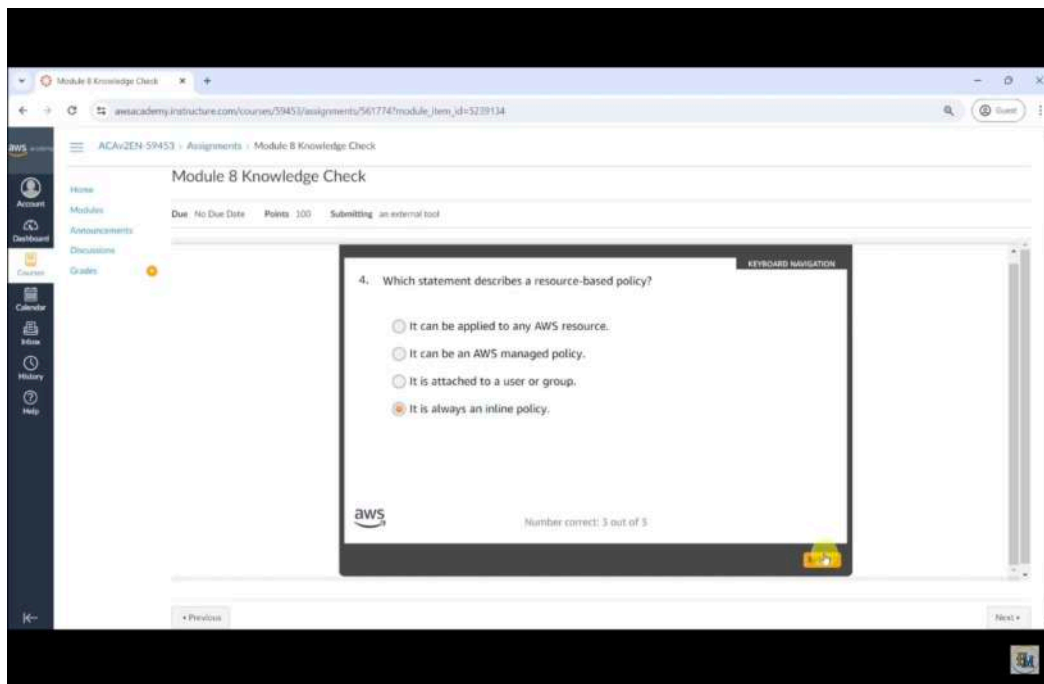 Module 8 Knowledge Check
awsacademy.instructure.com/courses/59453/assignments/561774?module_item_id=5239134
Guest
aws academy
ACAv2EN-59453 › Assignments › Module 8 Knowledge Check
Account
Dashboard
Courses
Calendar
Inbox
History
Help
Home
Modules
Announcements
Discussions
Grades
Module 8 Knowledge Check
Due No Due Date Points 100 Submitting an external tool
KEYBOARD NAVIGATION
4. Which statement describes a resource-based policy?
It can be applied to any AWS resource.
It can be an AWS managed policy.
It is attached to a user or group.
It is always an inline policy.
aws
Number correct: 3 out of 3
Previous
Next